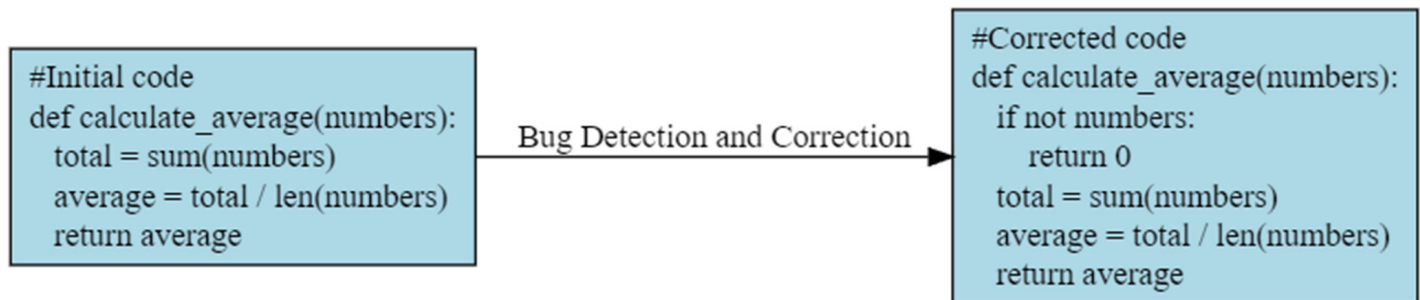 #Initial code
def calculate_average(numbers):
total = sum(numbers)
average = total / len(numbers)
return average
Bug Detection and Correction
#Corrected code
def calculate_average(numbers):
if not numbers:
return 0
total = sum(numbers)
average = total / len(numbers)
return average